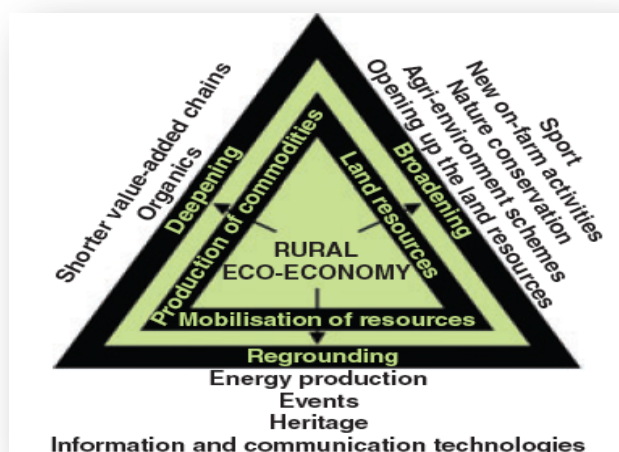 Shorter value-added chains
Organics
Deepening
Production of commodities
Sport
New on-farm activities
Nature conservation
Agri-environment schemes
Opening up the land resources
Broadening
Land resources
RURAL
ECO-ECONOMY
Mobilisation of resources
Regrounding
Energy production
Events
Heritage
Information and communication technologies